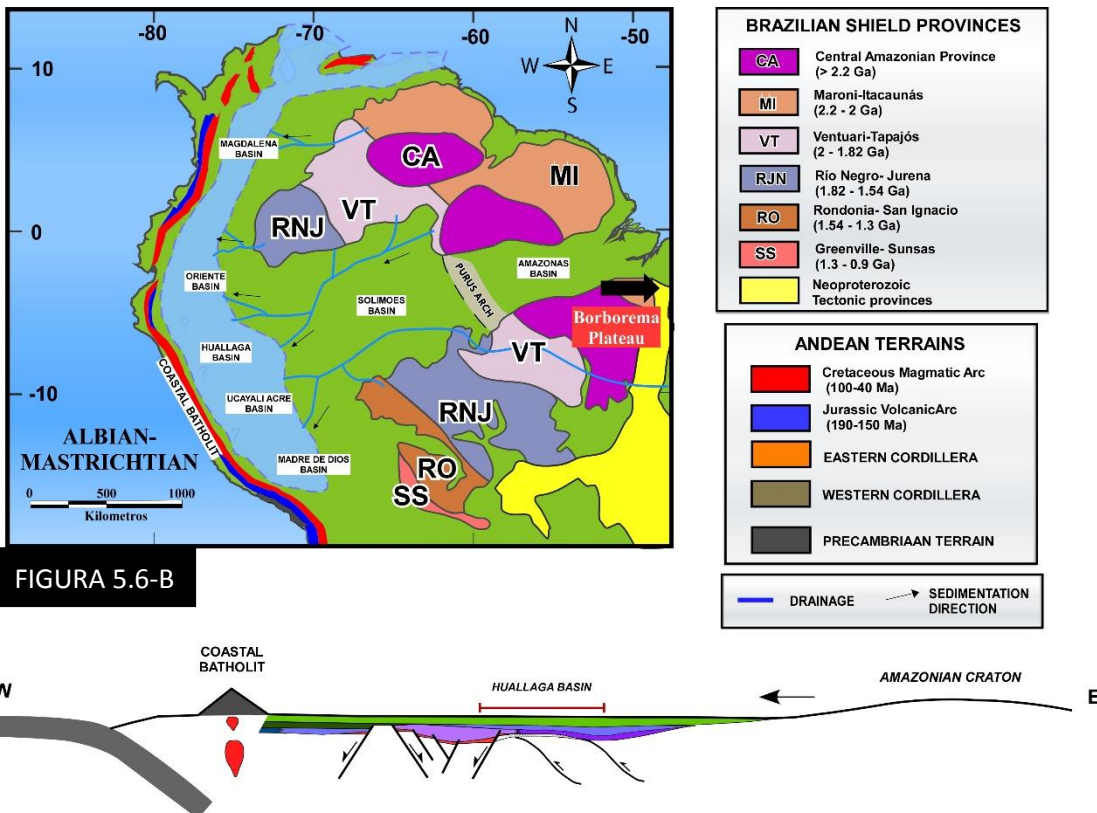 -80
-70
-60
-50
10
0
-10
N
W
E
S
MAGDALENA
BASIN
CA
MI
VT
RNJ
ORIENTE
BASIN
AMAZONAS
BASIN
PURUS ARCH
SOLIMOES
BASIN
Borborema
Plateau
HUALLAGA
BASIN
VT
COASTAL BATHOLIT
UCAYALI ACRE
BASIN
RNJ
ALBIAN-
MASTRICHTIAN
MADRE DE DIOS
BASIN
RO
SS
0 500 1000
Kilometros
FIGURA 5.6-B
BRAZILIAN SHIELD PROVINCES
CA Central Amazonian Province
(> 2.2 Ga)
MI Maroni-Itacaunás
(2.2 - 2 Ga)
VT Ventuari-Tapajós
(2 - 1.82 Ga)
RJN Río Negro- Jurena
(1.82 - 1.54 Ga)
RO Rondonia- San Ignacio
(1.54 - 1.3 Ga)
SS Greenville- Sunsas
(1.3 - 0.9 Ga)
Neoproterozoic
Tectonic provinces
ANDEAN TERRAINS
Cretaceous Magmatic Arc
(100-40 Ma)
Jurassic VolcanicArc
(190-150 Ma)
EASTERN CORDILLERA
WESTERN CORDILLERA
PRECAMBRIAAN TERRAIN
DRAINAGE
SEDIMENTATION
DIRECTION
COASTAL
BATHOLIT
W
HUALLAGA BASIN
AMAZONIAN CRATON
E